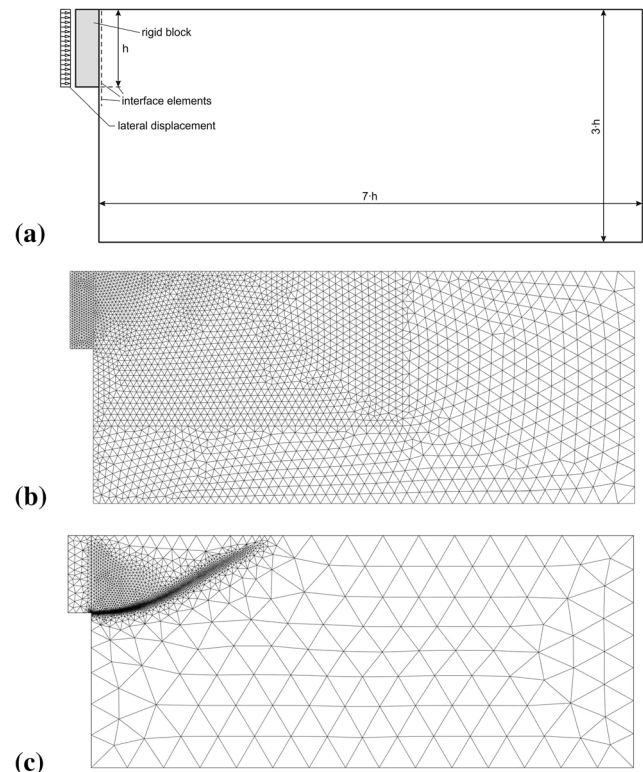 rigid block
h
interface elements
lateral displacement
3·h
7·h
(a)
(b)
(c)